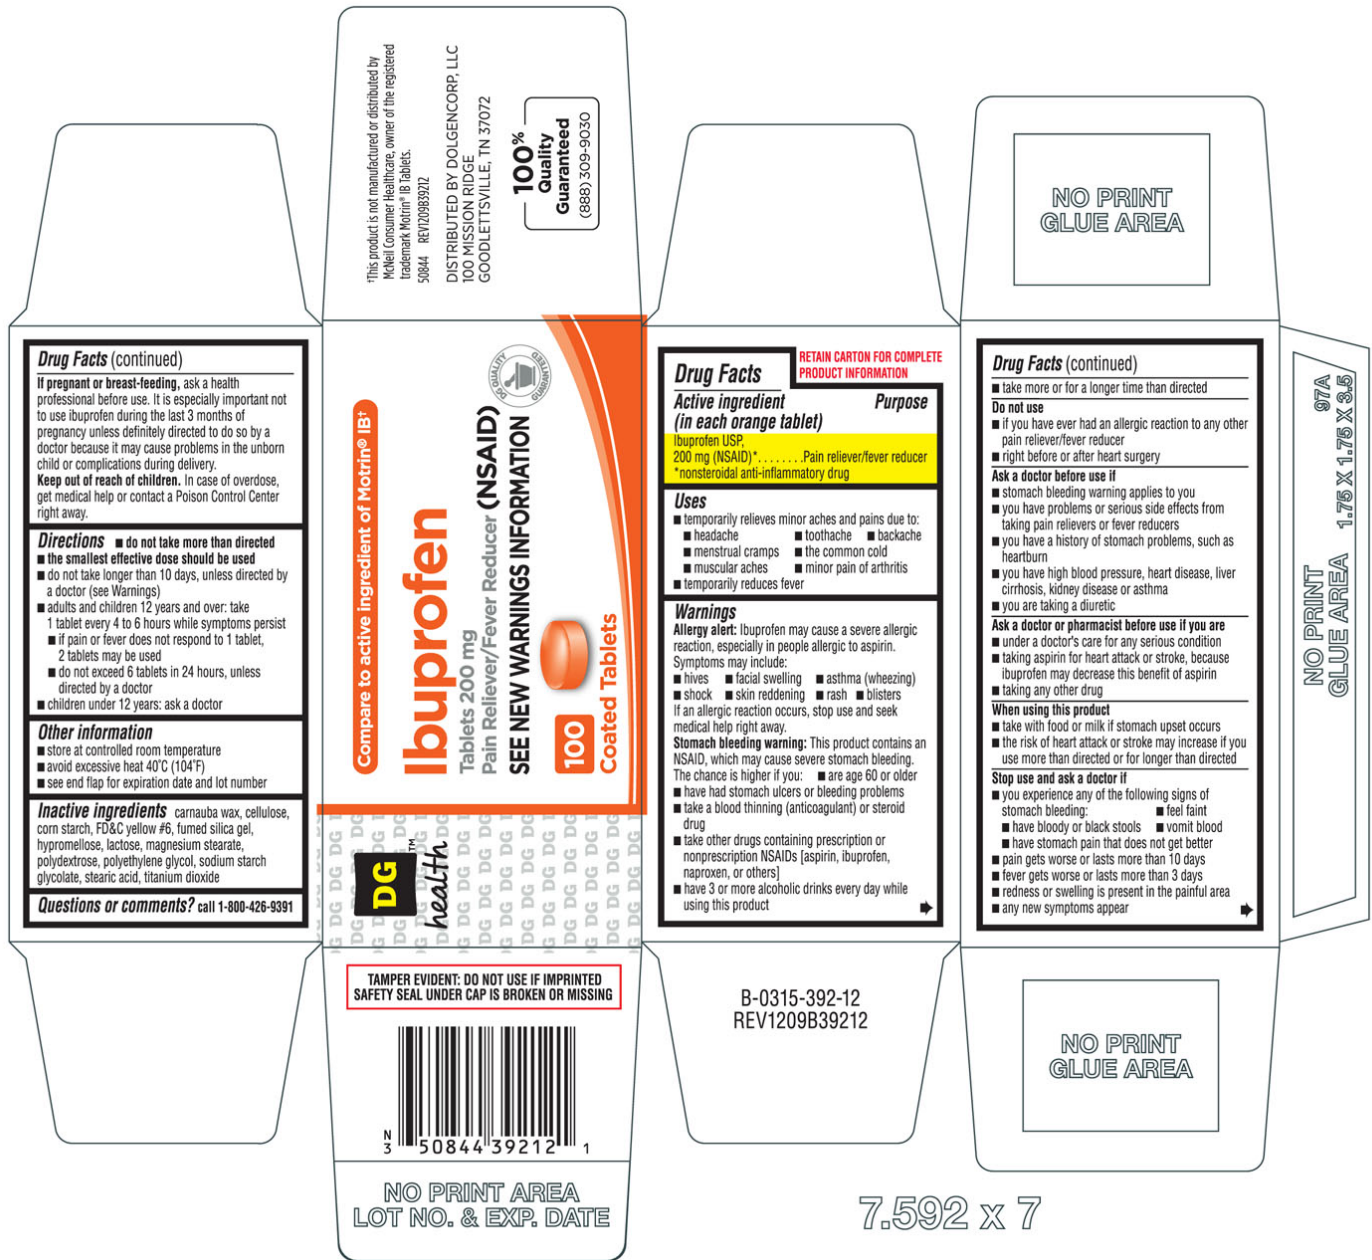 †This product is not manufactured or distributed by
McNeil Consumer Healthcare, owner of the registered
trademark Motrin® IB Tablets.
50844 REV1209B39212
DISTRIBUTED BY DOLGENCORP, LLC
100 MISSION RIDGE
GOODLETTSVILLE, TN 37072
100%
Quality
Guaranteed
(888) 309-9030
Drug Facts (continued)
If pregnant or breast-feeding, ask a health
professional before use. It is especially important not
to use ibuprofen during the last 3 months of
pregnancy unless definitely directed to do so by a
doctor because it may cause problems in the unborn
child or complications during delivery.
Keep out of reach of children. In case of overdose,
get medical help or contact a Poison Control Center
right away.
Directions ■ do not take more than directed
■ the smallest effective dose should be used
■ do not take longer than 10 days, unless directed by
a doctor (see Warnings)
■ adults and children 12 years and over: take
1 tablet every 4 to 6 hours while symptoms persist
■ if pain or fever does not respond to 1 tablet,
2 tablets may be used
■ do not exceed 6 tablets in 24 hours, unless
directed by a doctor
■ children under 12 years: ask a doctor
Other information
■ store at controlled room temperature
■ avoid excessive heat 40°C (104°F)
■ see end flap for expiration date and lot number
Inactive ingredients carnauba wax, cellulose,
corn starch, FD&C yellow #6, fumed silica gel,
hypromellose, lactose, magnesium stearate,
polydextrose, polyethylene glycol, sodium starch
glycolate, stearic acid, titanium dioxide
Questions or comments? call 1-800-426-9391
Compare to active ingredient of Motrin® IB†
Ibuprofen
Tablets 200 mg
Pain Reliever/Fever Reducer (NSAID)
SEE NEW WARNINGS INFORMATION
100
Coated Tablets
DG QUALITY
GUARANTEED
DG™
health
DG DG DG DG DG DG DG DG
TAMPER EVIDENT: DO NOT USE IF IMPRINTED
SAFETY SEAL UNDER CAP IS BROKEN OR MISSING
N
3 50844 39212 1
NO PRINT AREA
LOT NO. & EXP. DATE
RETAIN CARTON FOR COMPLETE
PRODUCT INFORMATION
Drug Facts
Active ingredient Purpose
(in each orange tablet)
Ibuprofen USP,
200 mg (NSAID)*........Pain reliever/fever reducer
*nonsteroidal anti-inflammatory drug
Uses
■ temporarily relieves minor aches and pains due to:
■ headache ■ toothache ■ backache
■ menstrual cramps ■ the common cold
■ muscular aches ■ minor pain of arthritis
■ temporarily reduces fever
Warnings
Allergy alert: Ibuprofen may cause a severe allergic
reaction, especially in people allergic to aspirin.
Symptoms may include:
■ hives ■ facial swelling ■ asthma (wheezing)
■ shock ■ skin reddening ■ rash ■ blisters
If an allergic reaction occurs, stop use and seek
medical help right away.
Stomach bleeding warning: This product contains an
NSAID, which may cause severe stomach bleeding.
The chance is higher if you: ■ are age 60 or older
■ have had stomach ulcers or bleeding problems
■ take a blood thinning (anticoagulant) or steroid
drug
■ take other drugs containing prescription or
nonprescription NSAIDs [aspirin, ibuprofen,
naproxen, or others]
■ have 3 or more alcoholic drinks every day while
using this product
B-0315-392-12
REV1209B39212
NO PRINT
GLUE AREA
Drug Facts (continued)
■ take more or for a longer time than directed
Do not use
■ if you have ever had an allergic reaction to any other
pain reliever/fever reducer
■ right before or after heart surgery
Ask a doctor before use if
■ stomach bleeding warning applies to you
■ you have problems or serious side effects from
taking pain relievers or fever reducers
■ you have a history of stomach problems, such as
heartburn
■ you have high blood pressure, heart disease, liver
cirrhosis, kidney disease or asthma
■ you are taking a diuretic
Ask a doctor or pharmacist before use if you are
■ under a doctor's care for any serious condition
■ taking aspirin for heart attack or stroke, because
ibuprofen may decrease this benefit of aspirin
■ taking any other drug
When using this product
■ take with food or milk if stomach upset occurs
■ the risk of heart attack or stroke may increase if you
use more than directed or for longer than directed
Stop use and ask a doctor if
■ you experience any of the following signs of
stomach bleeding: ■ feel faint
■ have bloody or black stools ■ vomit blood
■ have stomach pain that does not get better
■ pain gets worse or lasts more than 10 days
■ fever gets worse or lasts more than 3 days
■ redness or swelling is present in the painful area
■ any new symptoms appear
NO PRINT
GLUE AREA
NO PRINT
GLUE AREA
97A
1.75 X 1.75 X 3.5
7.592 x 7